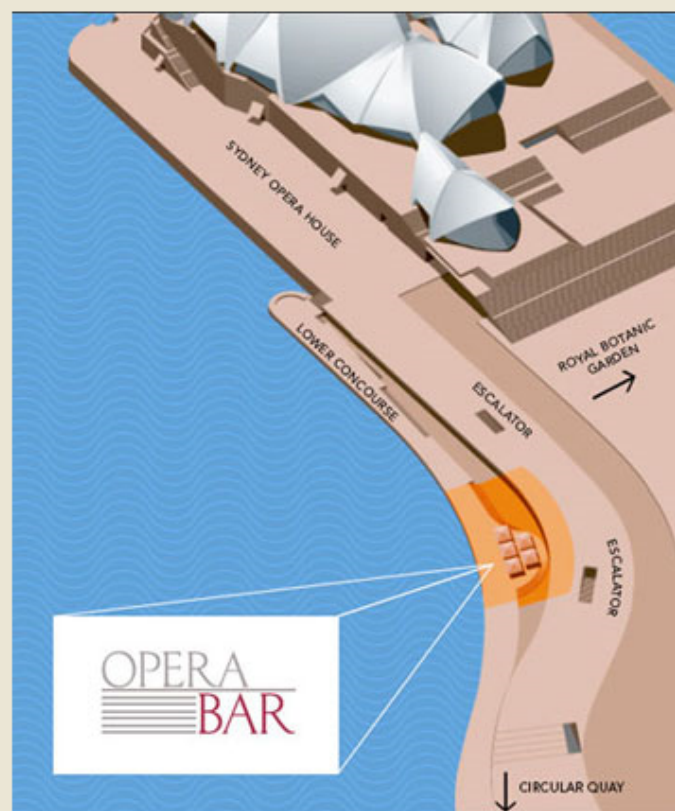 SYDNEY OPERA HOUSE
LOWER CONCOURSE
ESCALATOR
ROYAL BOTANIC
GARDEN
ESCALATOR
OPERA
BAR
CIRCULAR QUAY